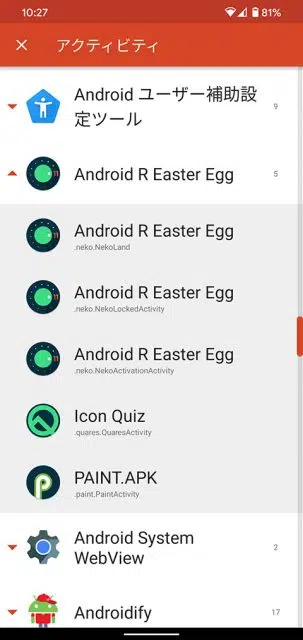 10:27
81%
アクティビティ
Android ユーザー補助設
定ツール
9
Android R Easter Egg
5
Android R Easter Egg
.neko.NekoLand
Android R Easter Egg
.neko.NekoLockedActivity
Android R Easter Egg
.neko.NekoActivationActivity
Icon Quiz
.quares.QuaresActivity
PAINT.APK
.paint.PaintActivity
Android System
WebView
2
Androidify
17